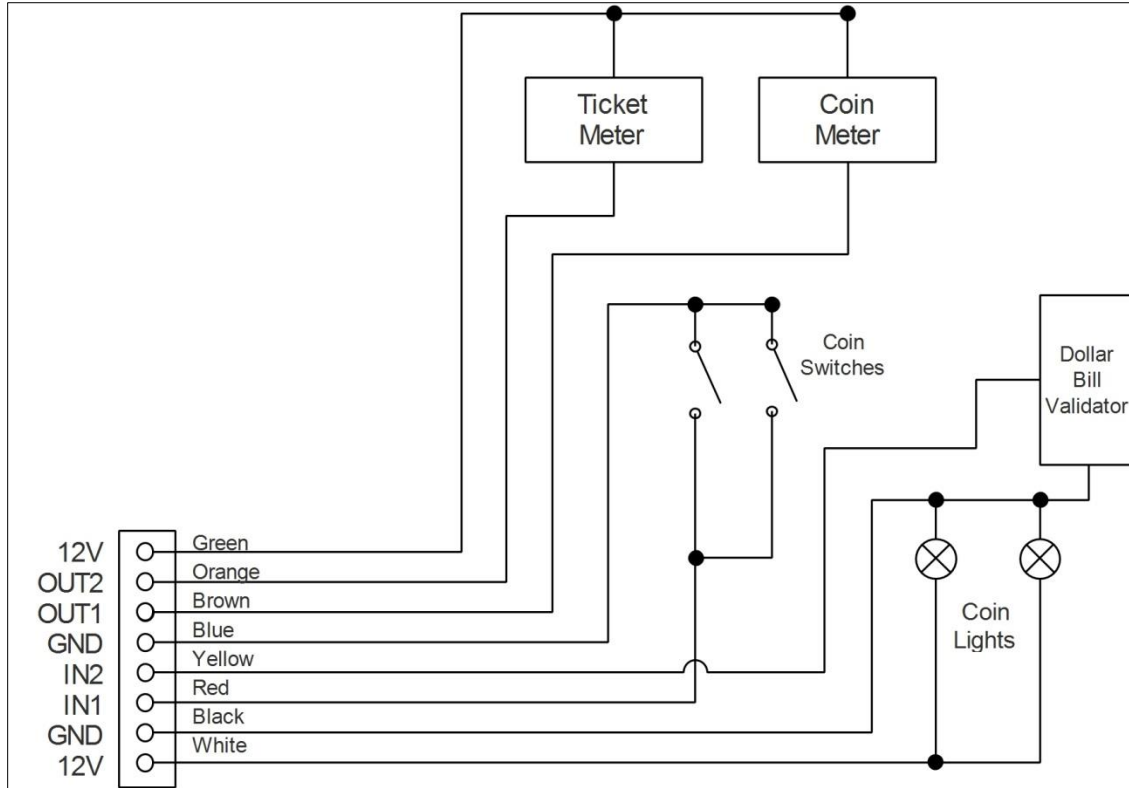 Ticket
Meter
Coin
Meter
Coin
Switches
Dollar
Bill
Validator
12V Green
OUT2 Orange
OUT1 Brown
GND Blue
IN2 Yellow
IN1 Red
GND Black
12V White
Coin
Lights